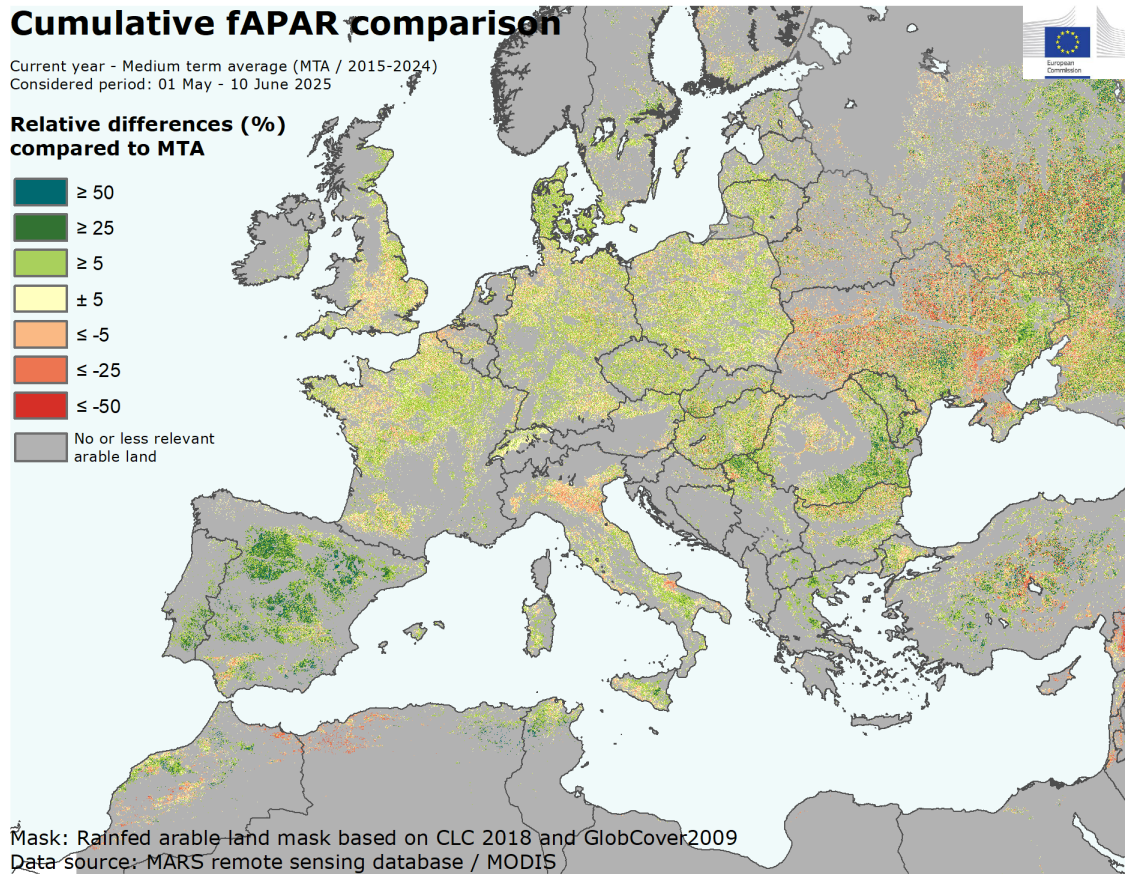 Cumulative fAPAR comparison
Current year - Medium term average (MTA / 2015-2024)
Considered period: 01 May - 10 June 2025
Relative differences (%)
compared to MTA
≥ 50
≥ 25
≥ 5
± 5
≤ -5
≤ -25
≤ -50
No or less relevant
arable land
European
Commission
Mask: Rainfed arable land mask based on CLC 2018 and GlobCover2009
Data source: MARS remote sensing database / MODIS